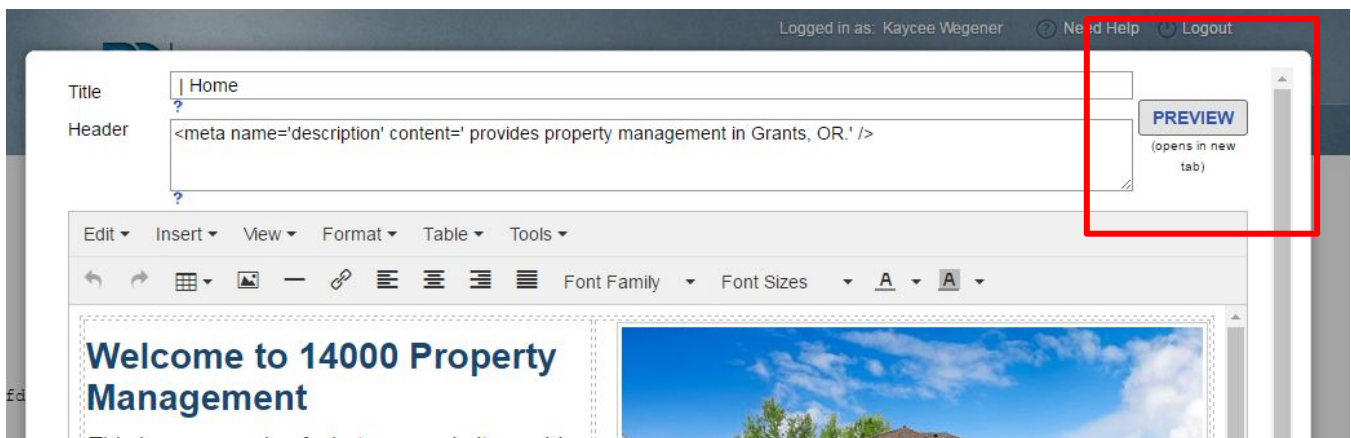 Logged in as: Kaycee Wegener ? Need Help Logout
Title
| Home
?
Header
<meta name='description' content=' provides property management in Grants, OR.' />
?
PREVIEW
(opens in new
tab)
Edit Insert View Format Table Tools
Font Family Font Sizes A A
Welcome to 14000 Property
Management
fd